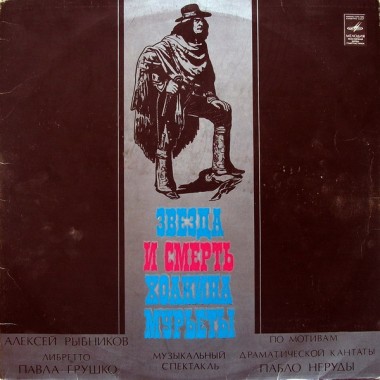 МЕЛОДИЯ
ЗВЕЗДА
И СМЕРТЬ
ХОАКИНА
МУРЬЕТЫ
АЛЕКСЕЙ РЫБНИКОВ
ЛИБРЕТТО
ПАВЛА ГРУШКО
МУЗЫКАЛЬНЫЙ
СПЕКТАКЛЬ
ПО МОТИВАМ
ДРАМАТИЧЕСКОЙ КАНТАТЫ
ПАБЛО НЕРУДЫ